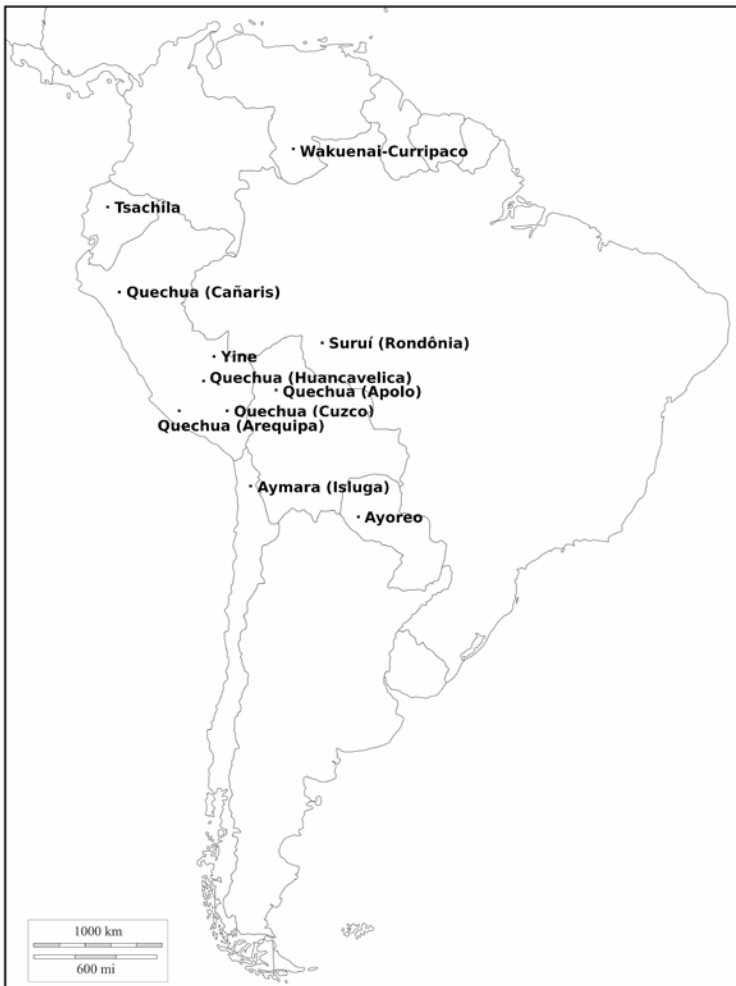 Wakuenai-Curripaco
Tsachila
Quechua (Cañaris)
Suruí (Rondônia)
Yine
Quechua (Huancavelica)
Quechua (Apolo)
Quechua (Cuzco)
Quechua (Arequipa)
Aymara (Isluga)
Ayoreo
1000 km
600 mi